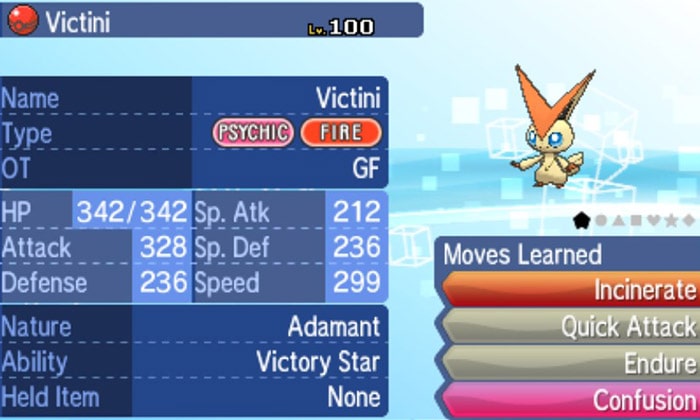 Victini Lv.100
Name Victini
Type PSYCHIC FIRE
OT GF
HP 342/342 Sp. Atk 212
Attack 328 Sp. Def 236
Defense 236 Speed 299
Nature Adamant
Ability Victory Star
Held Item None
Moves Learned
Incinerate
Quick Attack
Endure
Confusion